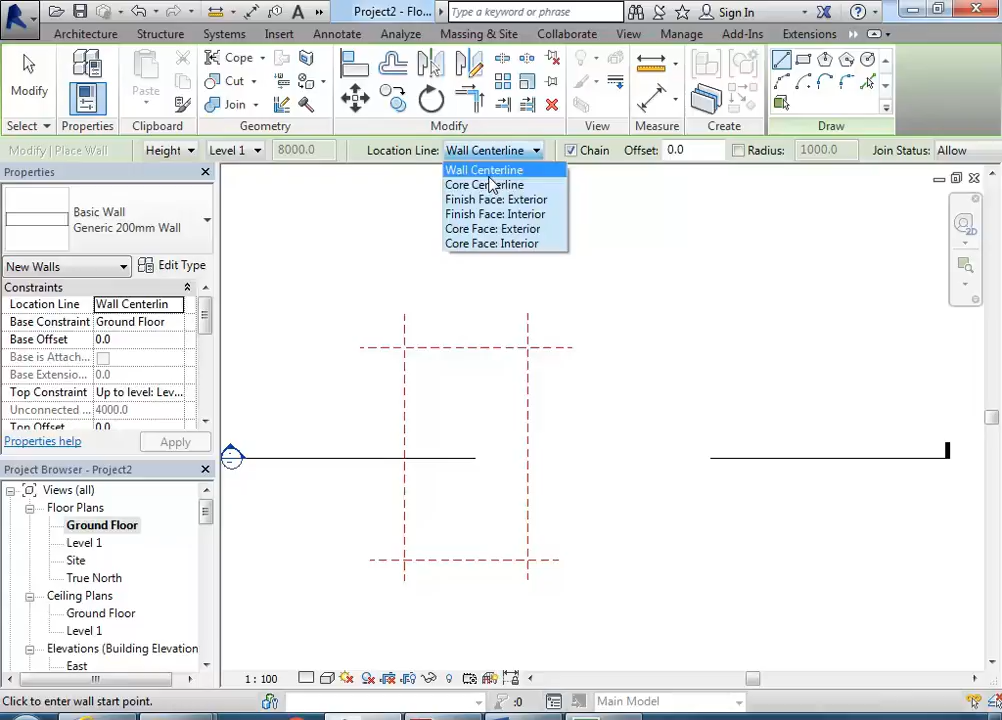 Project2 - Flo...
Type a keyword or phrase
Sign In
Architecture Structure Systems Insert Annotate Analyze Massing & Site Collaborate View Manage Add-Ins Extensions
Modify
Cope
Cut
Paste
Join
Select Properties Clipboard Geometry Modify View Measure Create Draw
Modify | Place Wall Height Level 1 8000.0 Location Line: Wall Centerline Chain Offset: 0.0 Radius: 1000.0 Join Status: Allow
Wall Centerline
Core Centerline
Finish Face: Exterior
Finish Face: Interior
Core Face: Exterior
Core Face: Interior
Properties
Basic Wall
Generic 200mm Wall
New Walls Edit Type
Constraints
Location Line Wall Centerlin
Base Constraint Ground Floor
Base Offset 0.0
Base is Attach...
Base Extensio... 0.0
Top Constraint Up to level: Lev...
Unconnected ... 4000.0
Top Offset 0.0
Properties help Apply
Project Browser - Project2
Views (all)
Floor Plans
Ground Floor
Level 1
Site
True North
Ceiling Plans
Ground Floor
Level 1
Elevations (Building Elevation
East
2D
1 : 100
Click to enter wall start point.
:0
Main Model